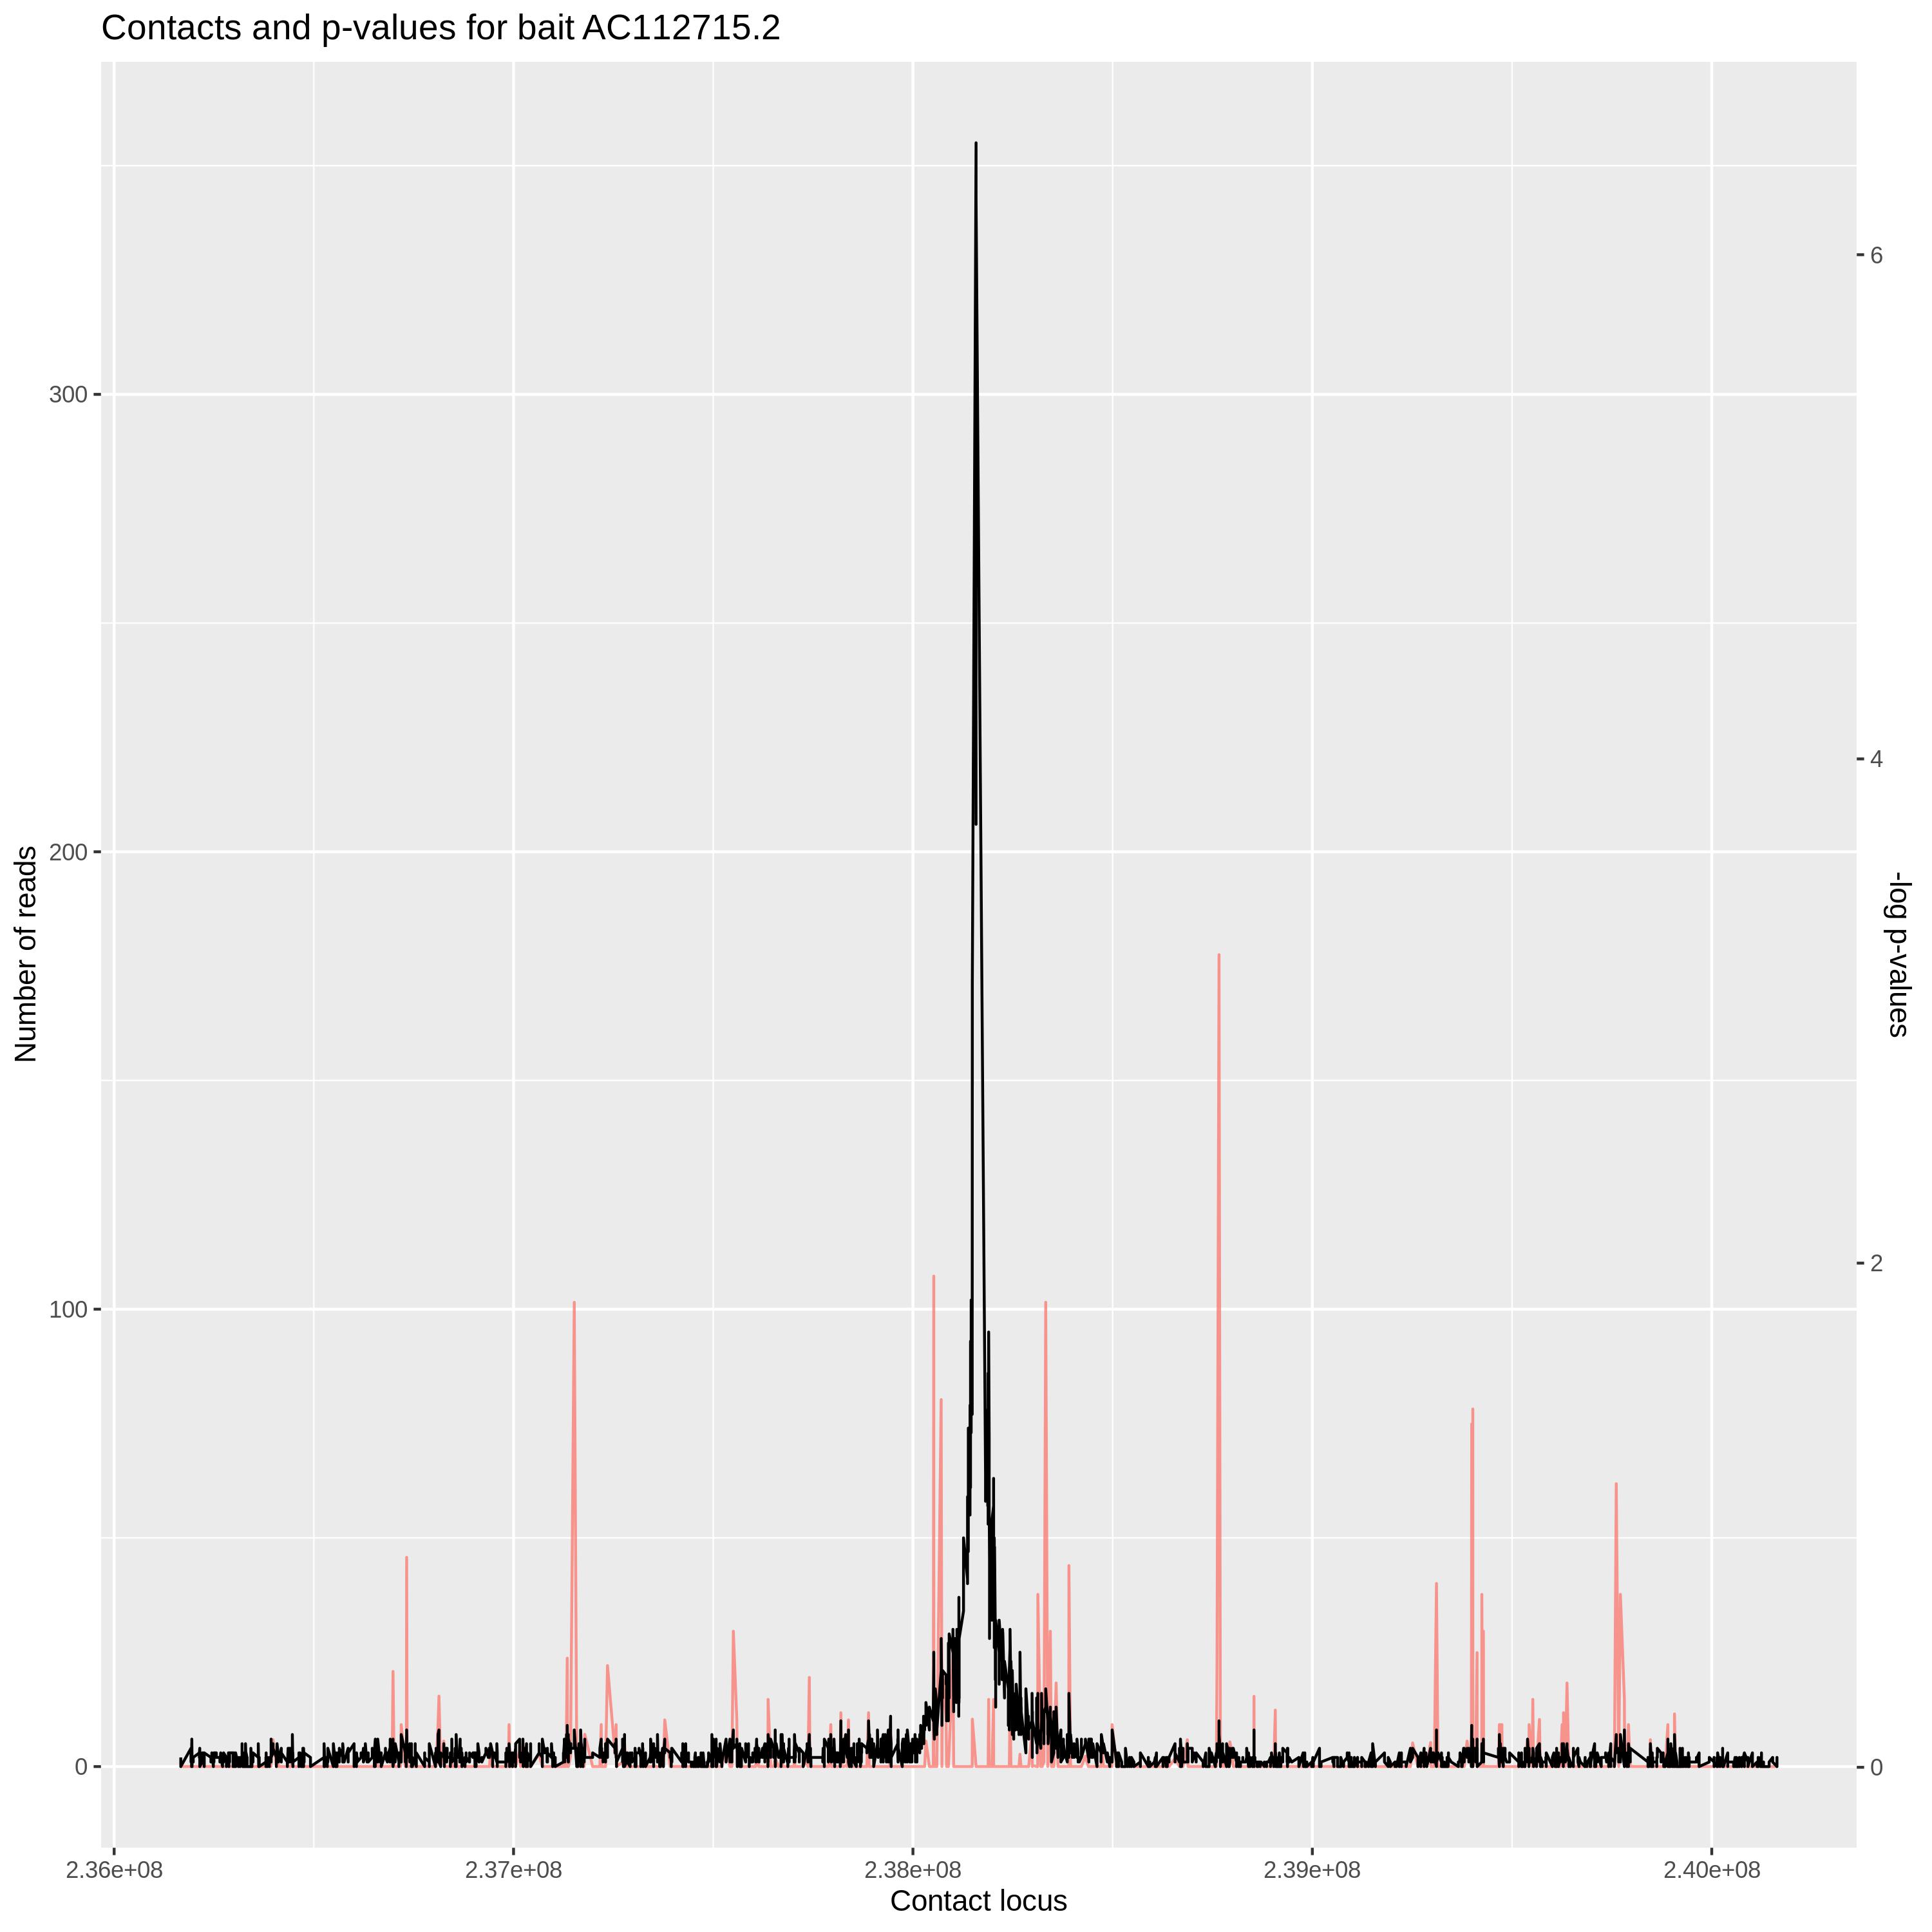 Contacts and p-values for bait AC112715.2
300
200
100
0
Number of reads
6
4
2
0
-log p-values
2.36e+08 2.37e+08 2.38e+08 2.39e+08 2.40e+08
Contact locus